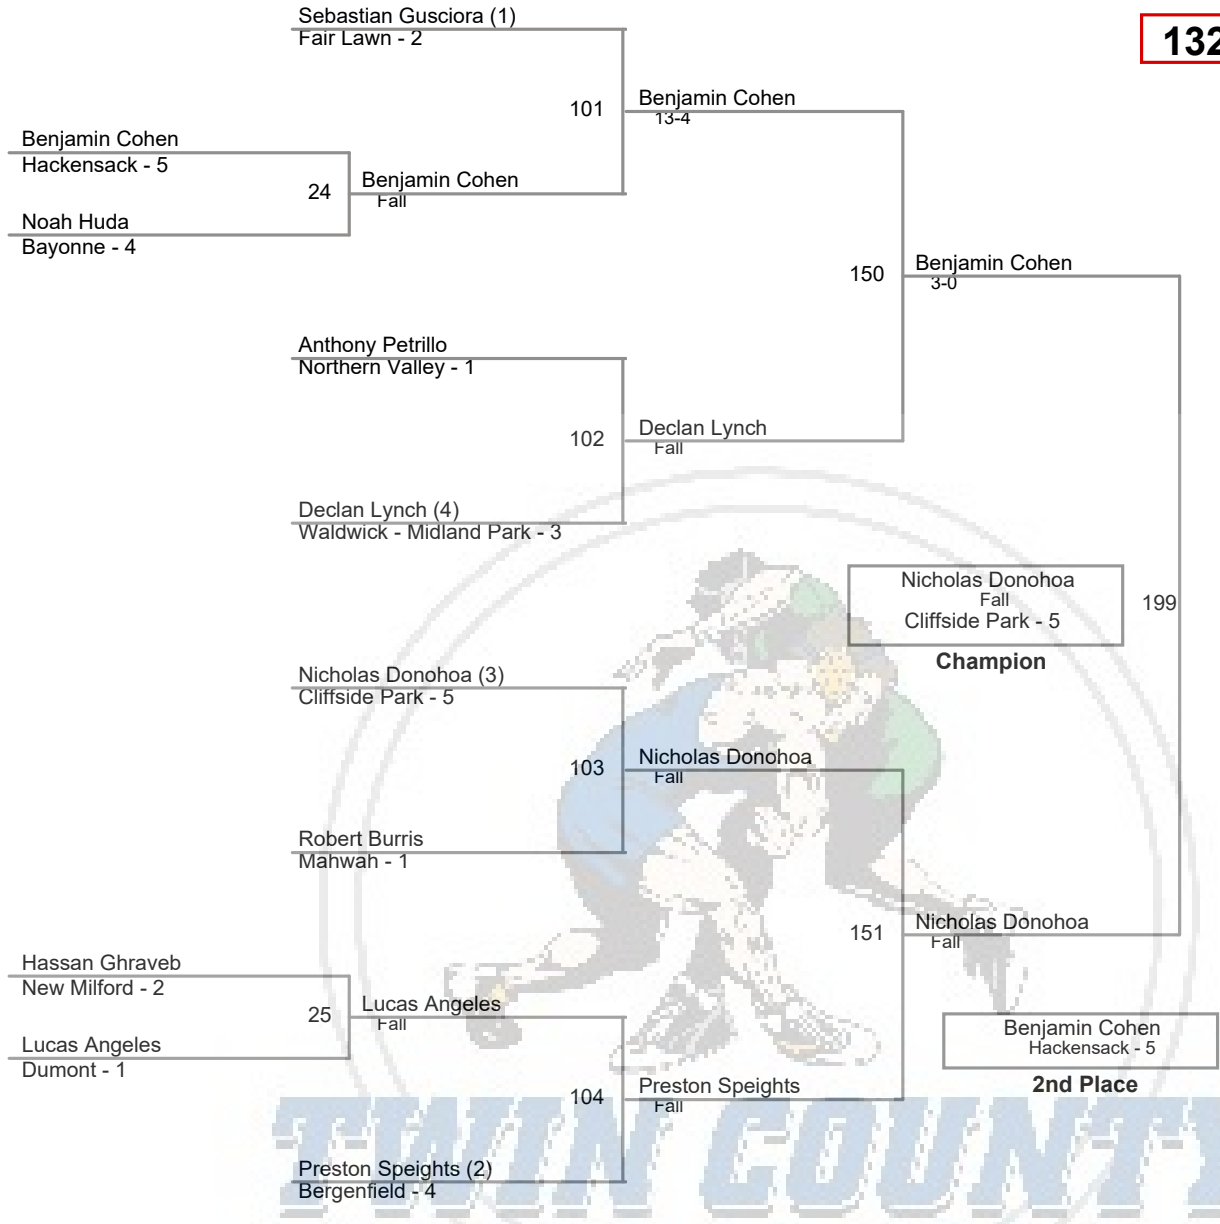 Sebastian Gusciora (1)
Fair Lawn - 2
132
101
Benjamin Cohen
13-4
Benjamin Cohen
Hackensack - 5
24
Benjamin Cohen
Fall
Noah Huda
Bayonne - 4
150
Benjamin Cohen
3-0
Anthony Petrillo
Northern Valley - 1
102
Declan Lynch
Fall
Declan Lynch (4)
Waldwick - Midland Park - 3
Nicholas Donohoa
Fall
Cliffside Park - 5
199
Champion
Nicholas Donohoa (3)
Cliffside Park - 5
103
Nicholas Donohoa
Fall
Robert Burris
Mahwah - 1
151
Nicholas Donohoa
Fall
Hassan Ghraveb
New Milford - 2
25
Lucas Angeles
Fall
Lucas Angeles
Dumont - 1
Benjamin Cohen
Hackensack - 5
2nd Place
104
Preston Speights
Fall
Preston Speights (2)
Bergenfield - 4
TWIN COUNTY